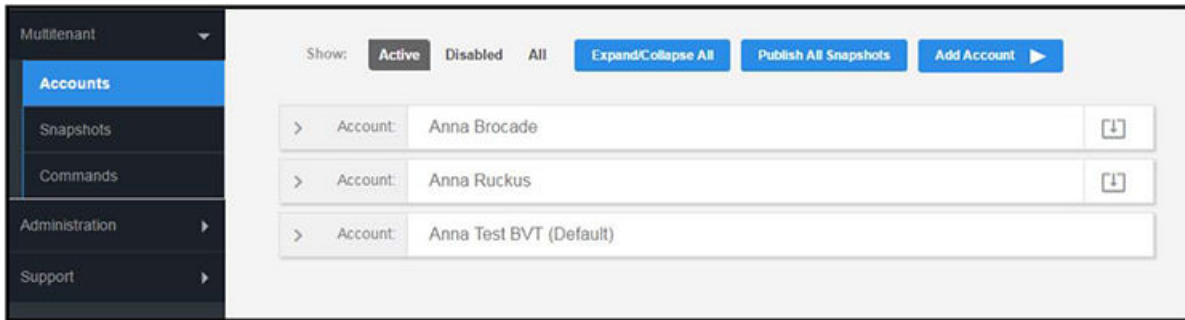 Multitenant
Accounts
Snapshots
Commands
Administration
Support
Show: Active Disabled All Expand/Collapse All Publish All Snapshots Add Account
Account: Anna Brocade
Account: Anna Ruckus
Account: Anna Test BVT (Default)